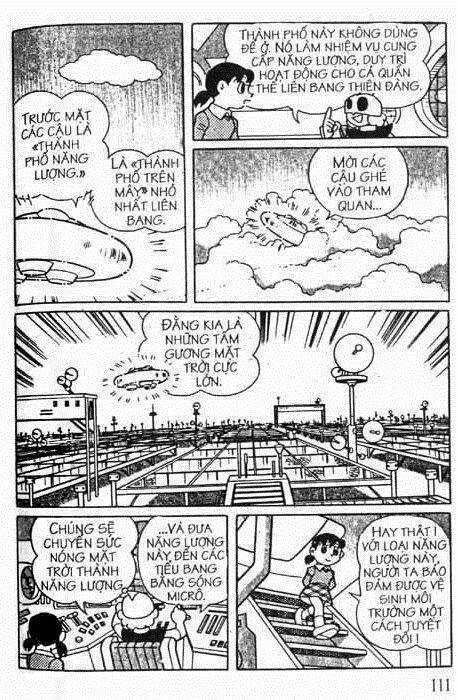 TRƯỚC MẶT
CÁC CẬU LÀ
«THÀNH
PHỐ NĂNG
LƯỢNG.»
LÀ «THÀNH
PHỐ TRÊN
MÂY» NHỎ
NHẤT LIÊN
BANG.
THÀNH PHỐ NÀY KHÔNG DÙNG
ĐỂ Ở. NÓ LÀM NHIỆM VỤ CUNG
CẤP NĂNG LƯỢNG, DUY TRÌ
HOẠT ĐỘNG CHO CẢ QUẦN
THỂ LIÊN BANG THIÊN ĐÀNG.
MỜI CÁC
CẬU GHÉ
VÀO THAM
QUAN...
ĐẰNG KIA LÀ
NHỮNG TẤM
GƯƠNG MẶT
TRỜI CỰC
LỚN.
CHÚNG SẼ
CHUYỂN SỨC
NÓNG MẶT
TRỜI THÀNH
NĂNG LƯỢNG
...VÀ ĐƯA
NĂNG LƯỢNG
NÀY, ĐẾN CÁC
TIỂU BANG
BẰNG SÓNG
MICRÔ.
HAY THẬT !
VỚI LOẠI NĂNG
LƯỢNG NÀY,
NGƯỜI TA BẢO
ĐẢM ĐƯỢC VỆ
SINH MÔI
TRƯỜNG MỘT
CÁCH TUYỆT
ĐỐI !
111